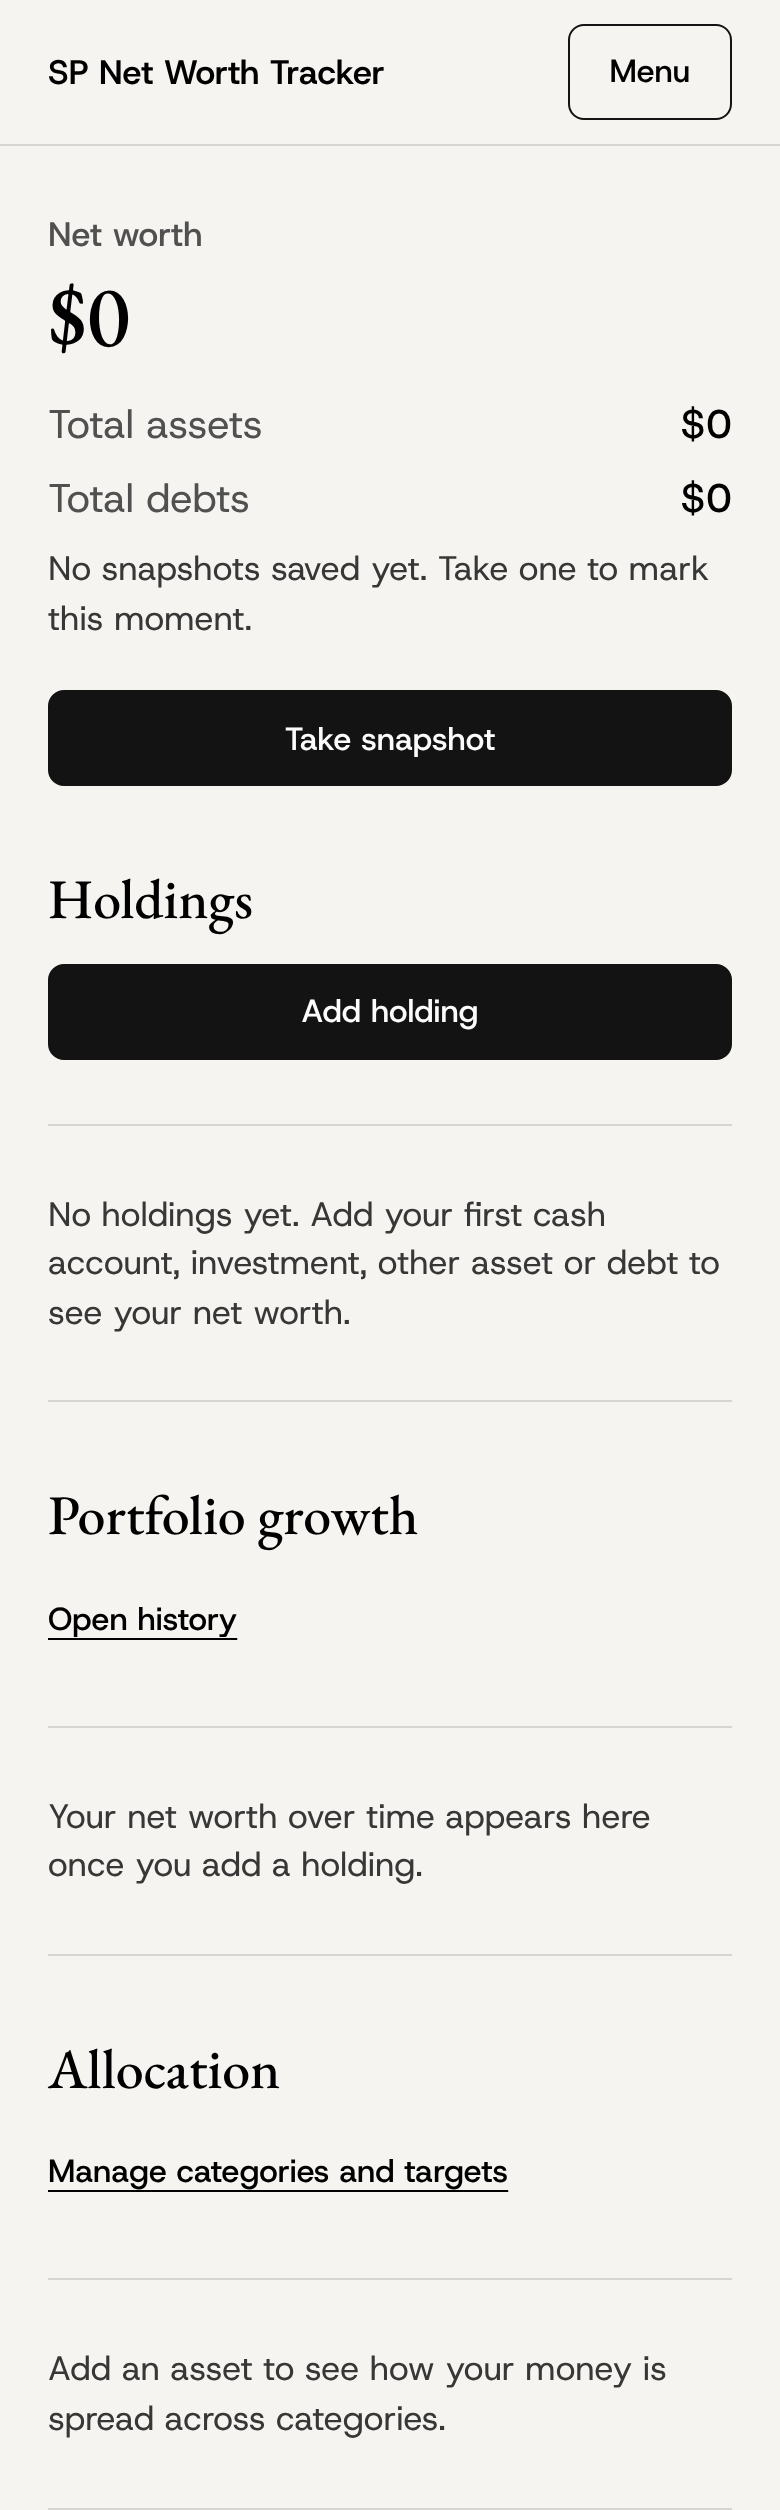 SP Net Worth Tracker
Menu
Net worth
$0
Total assets $0
Total debts $0
No snapshots saved yet. Take one to mark
this moment.
Take snapshot
Holdings
Add holding
No holdings yet. Add your first cash
account, investment, other asset or debt to
see your net worth.
Portfolio growth
Open history
Your net worth over time appears here
once you add a holding.
Allocation
Manage categories and targets
Add an asset to see how your money is
spread across categories.